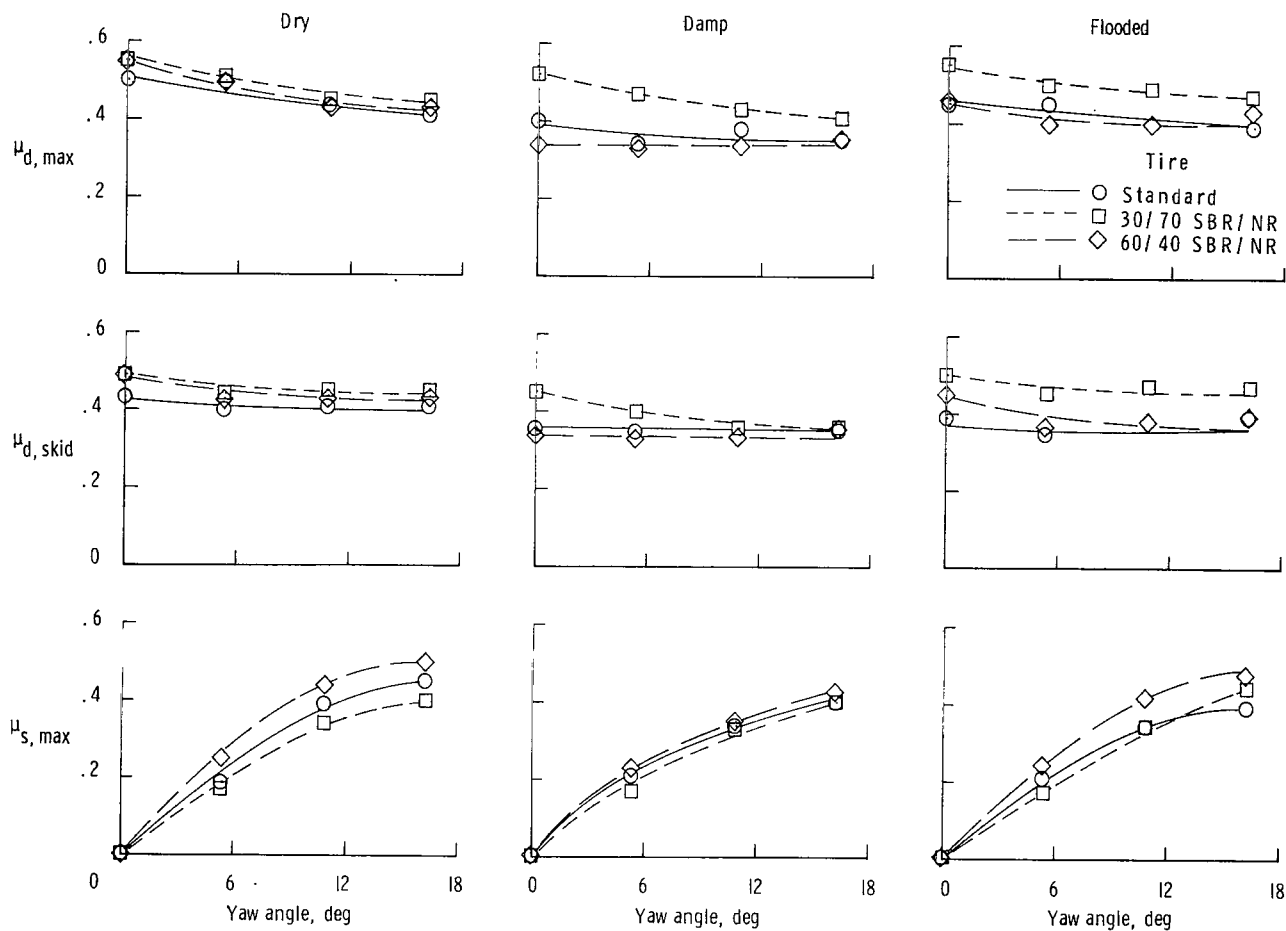 Dry
Damp
Flooded
.6
.4
μd, max
.2
0
Tire
Standard
30/70 SBR/NR
60/40 SBR/NR
.6
.4
μd, skid
.2
0
.6
.4
μs, max
.2
0
6
12
18
0
6
12
18
0
6
12
18
Yaw angle, deg
Yaw angle, deg
Yaw angle, deg